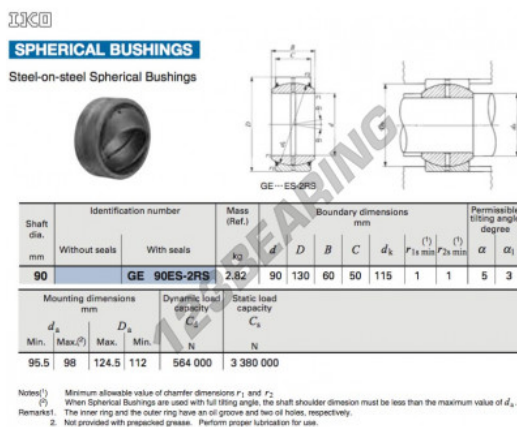 IKO
SPHERICAL BUSHINGS
Steel-on-steel Spherical Bushings
GE···ES-2RS
123BEARING
Shaft dia. mm | Identification number | Mass (Ref.) kg | Boundary dimensions mm | Permissible tilting angle degree
Without seals | With seals | d | D | B | C | dk | r1s min(1) | r2s min(1) | α | α1
90 | GE 90ES-2RS | 2.82 | 90 | 130 | 60 | 50 | 115 | 1 | 1 | 5 | 3
Mounting dimensions mm | Dynamic load capacity | Static load capacity
da | Da | Cd | Cs
Min. | Max.(2) | Max. | Min. | N | N
95.5 | 98 | 124.5 | 112 | 564 000 | 3 380 000
Notes(1) Minimum allowable value of chamfer dimensions r1 and r2
(2) When Spherical Bushings are used with full tilting angle, the shaft shoulder dimesion must be less than the maximum value of da.
Remarks1. The inner ring and the outer ring have an oil groove and two oil holes, respectively.
2. Not provided with prepacked grease. Perform proper lubrication for use.